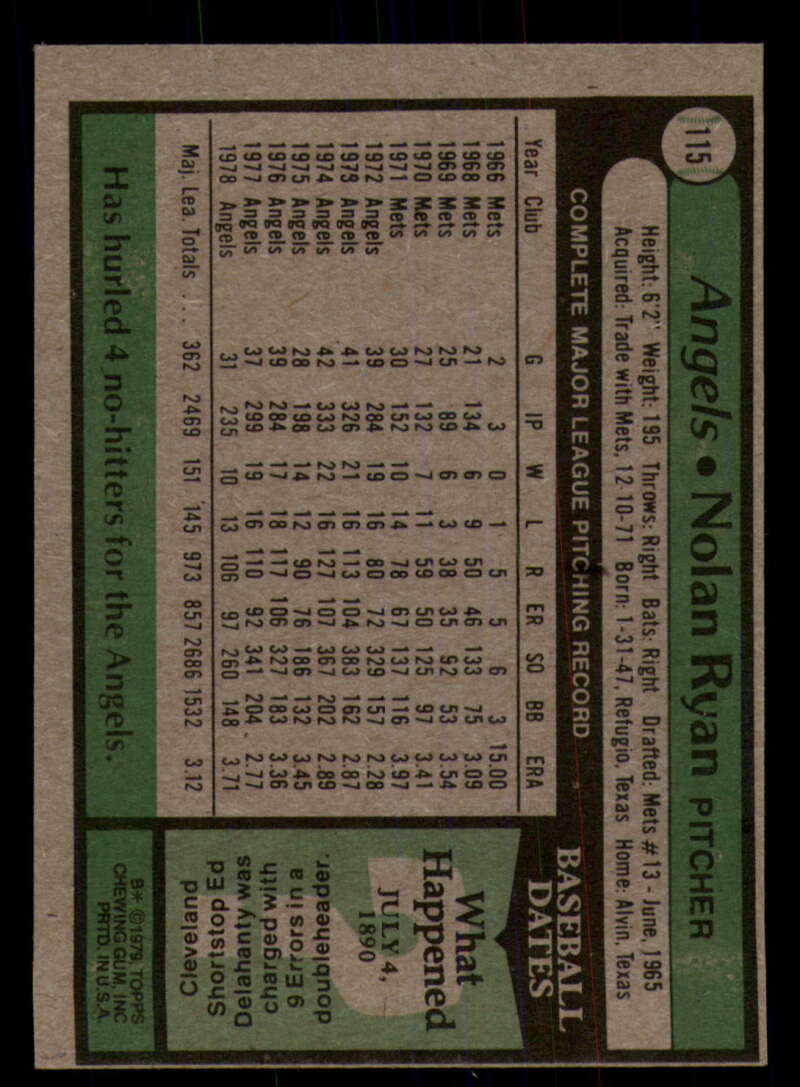 115
Angels • Nolan Ryan PITCHER
Height: 6'2" Weight: 195 Throws: Right Bats: Right Drafted: Mets #13 - June, 1965
Acquired: Trade with Mets, 12-10-71 Born: 1-31-47, Refugio, Texas Home: Alvin, Texas
COMPLETE MAJOR LEAGUE PITCHING RECORD
Year Club G IP W L R ER SO BB ERA
1966 Mets 2 3 0 1 5 5 6 3 15.00
1968 Mets 21 134 6 9 50 46 133 75 3.09
1969 Mets 25 89 6 3 38 35 92 53 3.54
1970 Mets 27 132 7 11 59 50 125 97 3.41
1971 Mets 30 152 10 14 78 67 137 116 3.97
1972 Angels 39 284 19 16 80 72 329 157 2.28
1973 Angels 41 326 21 16 113 104 383 162 2.87
1974 Angels 42 333 22 16 127 107 367 202 2.89
1975 Angels 28 198 14 12 90 76 186 132 3.45
1976 Angels 39 284 17 18 117 106 327 183 3.36
1977 Angels 37 299 19 16 110 92 341 204 2.77
1978 Angels 31 235 10 13 106 97 260 148 3.71
Maj. Lea. Totals ... 362 2469 151 145 973 857 2686 1532 3.12
Has hurled 4 no-hitters for the Angels.
BASEBALL
DATES
What
Happened
JULY 4,
1890
Cleveland
Shortstop Ed
Delahanty was
charged with
9 Errors in a
doubleheader.
B* ©1979, TOPPS
CHEWING GUM, INC
PRTD. IN U.S.A.